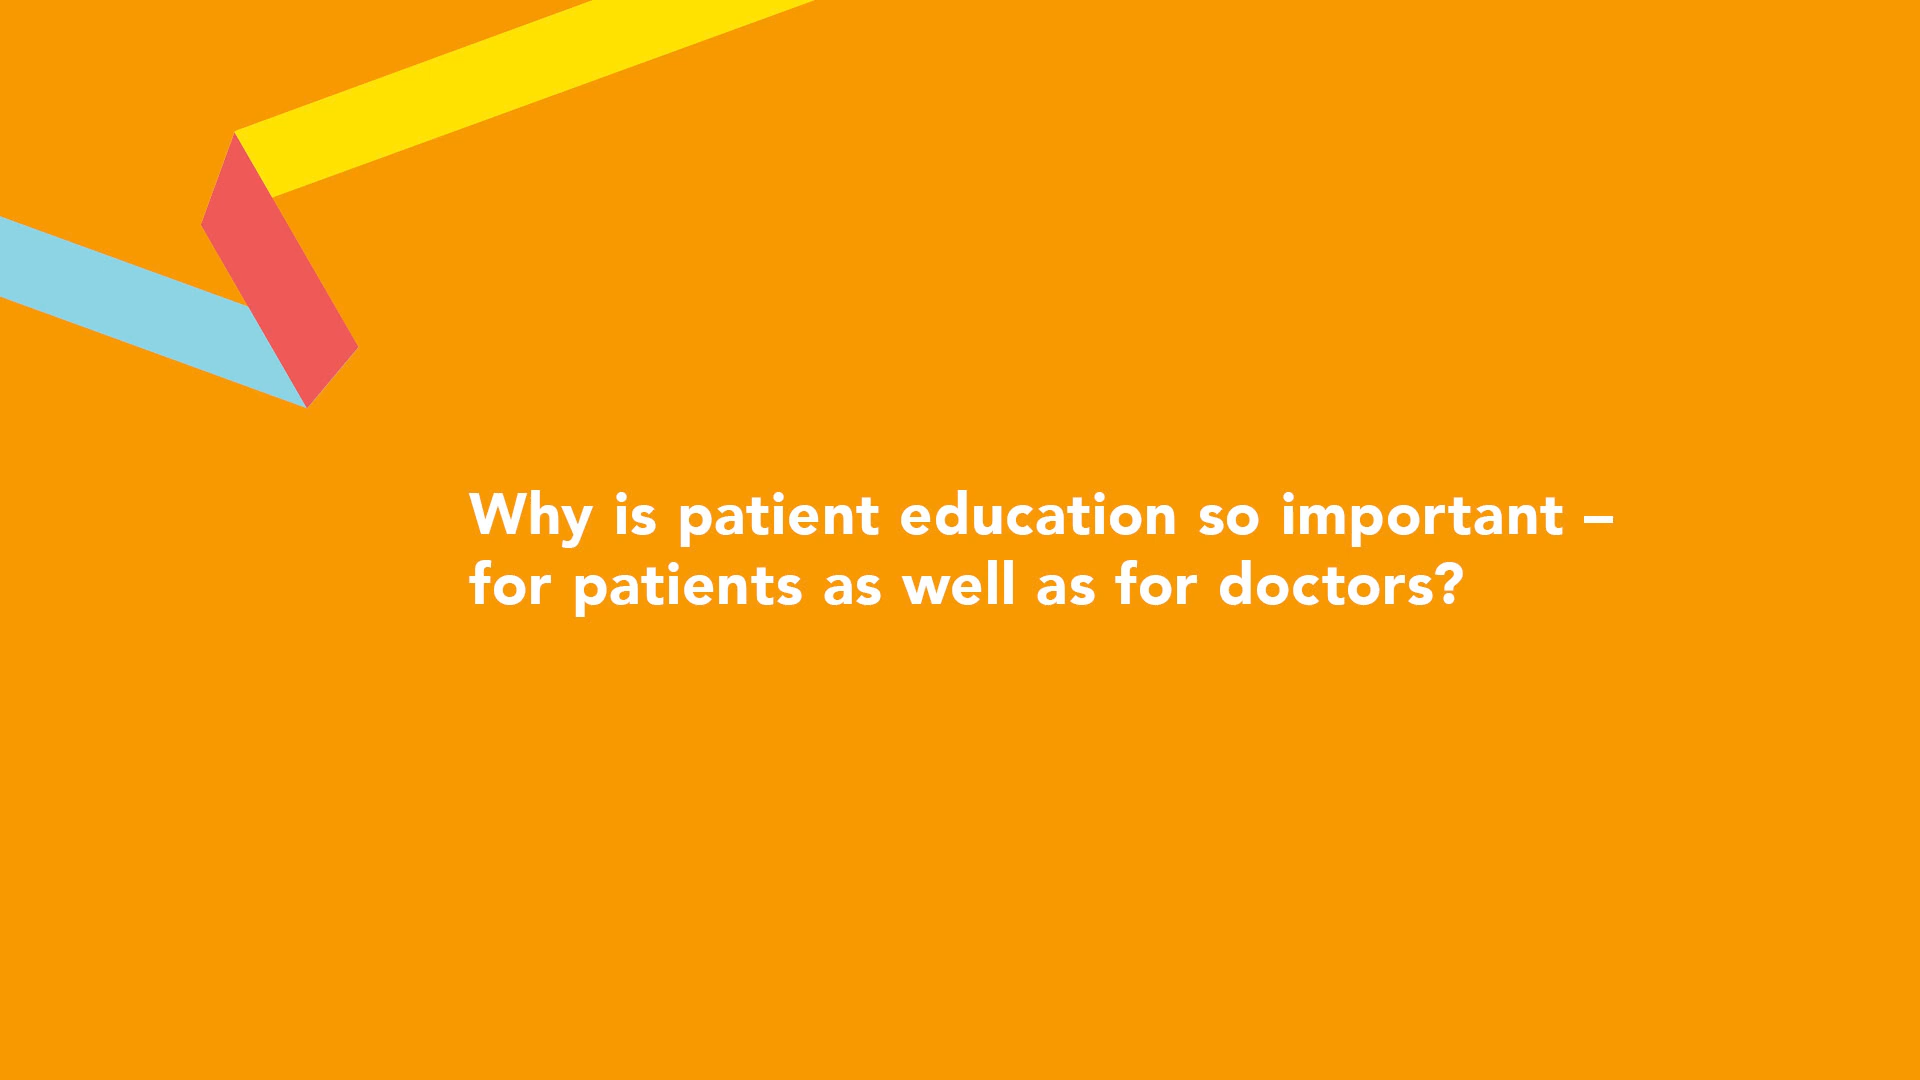 Why is patient education so important –
for patients as well as for doctors?